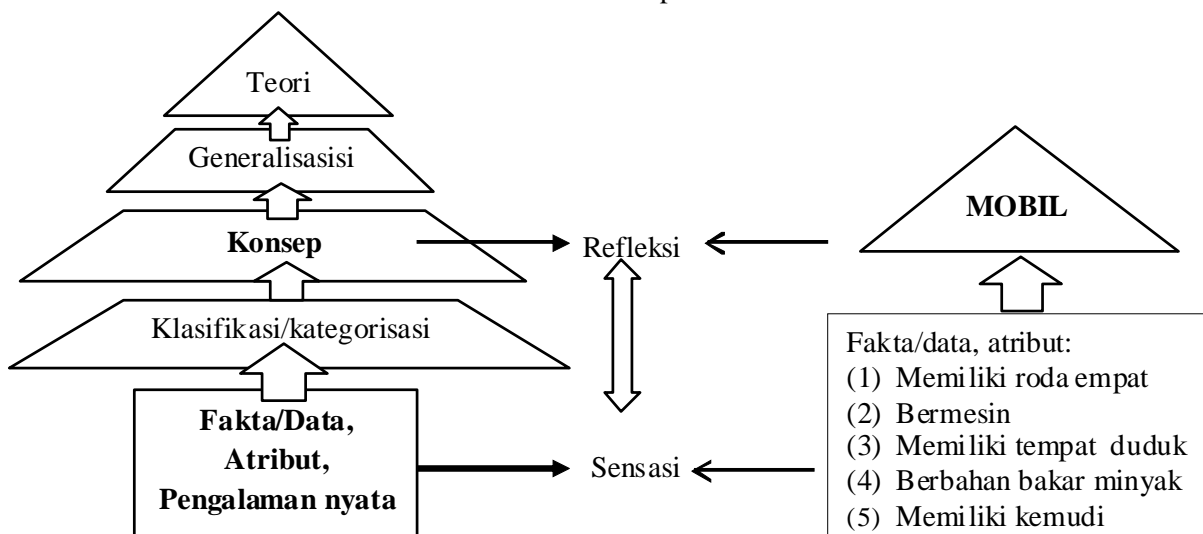 Teori
Generalisasisi
Konsep
Klasifikasi/kategorisasi
Fakta/Data,
Atribut,
Pengalaman nyata
Refleksi
Sensasi
MOBIL
Fakta/data, atribut:
(1) Memiliki roda empat
(2) Bermesin
(3) Memiliki tempat duduk
(4) Berbahan bakar minyak
(5) Memiliki kemudi